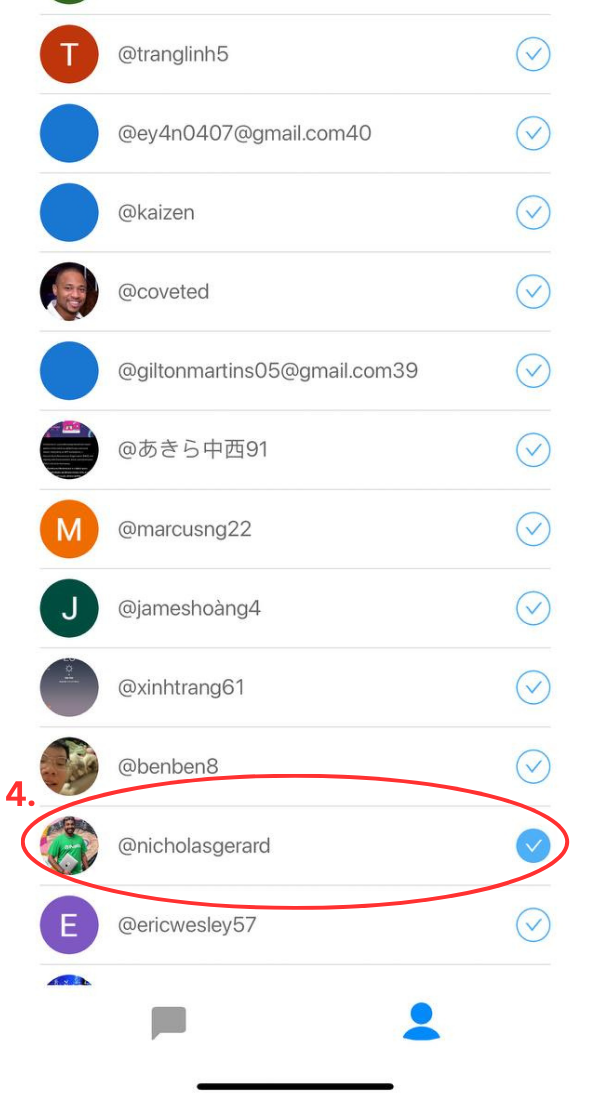 T @tranglinh5
@ey4n0407@gmail.com40
@kaizen
@coveted
@giltonmartins05@gmail.com39
@あきら中西91
M @marcusng22
J @jameshoàng4
@xinhtrang61
@benben8
4.
@nicholasgerard
E @ericwesley57